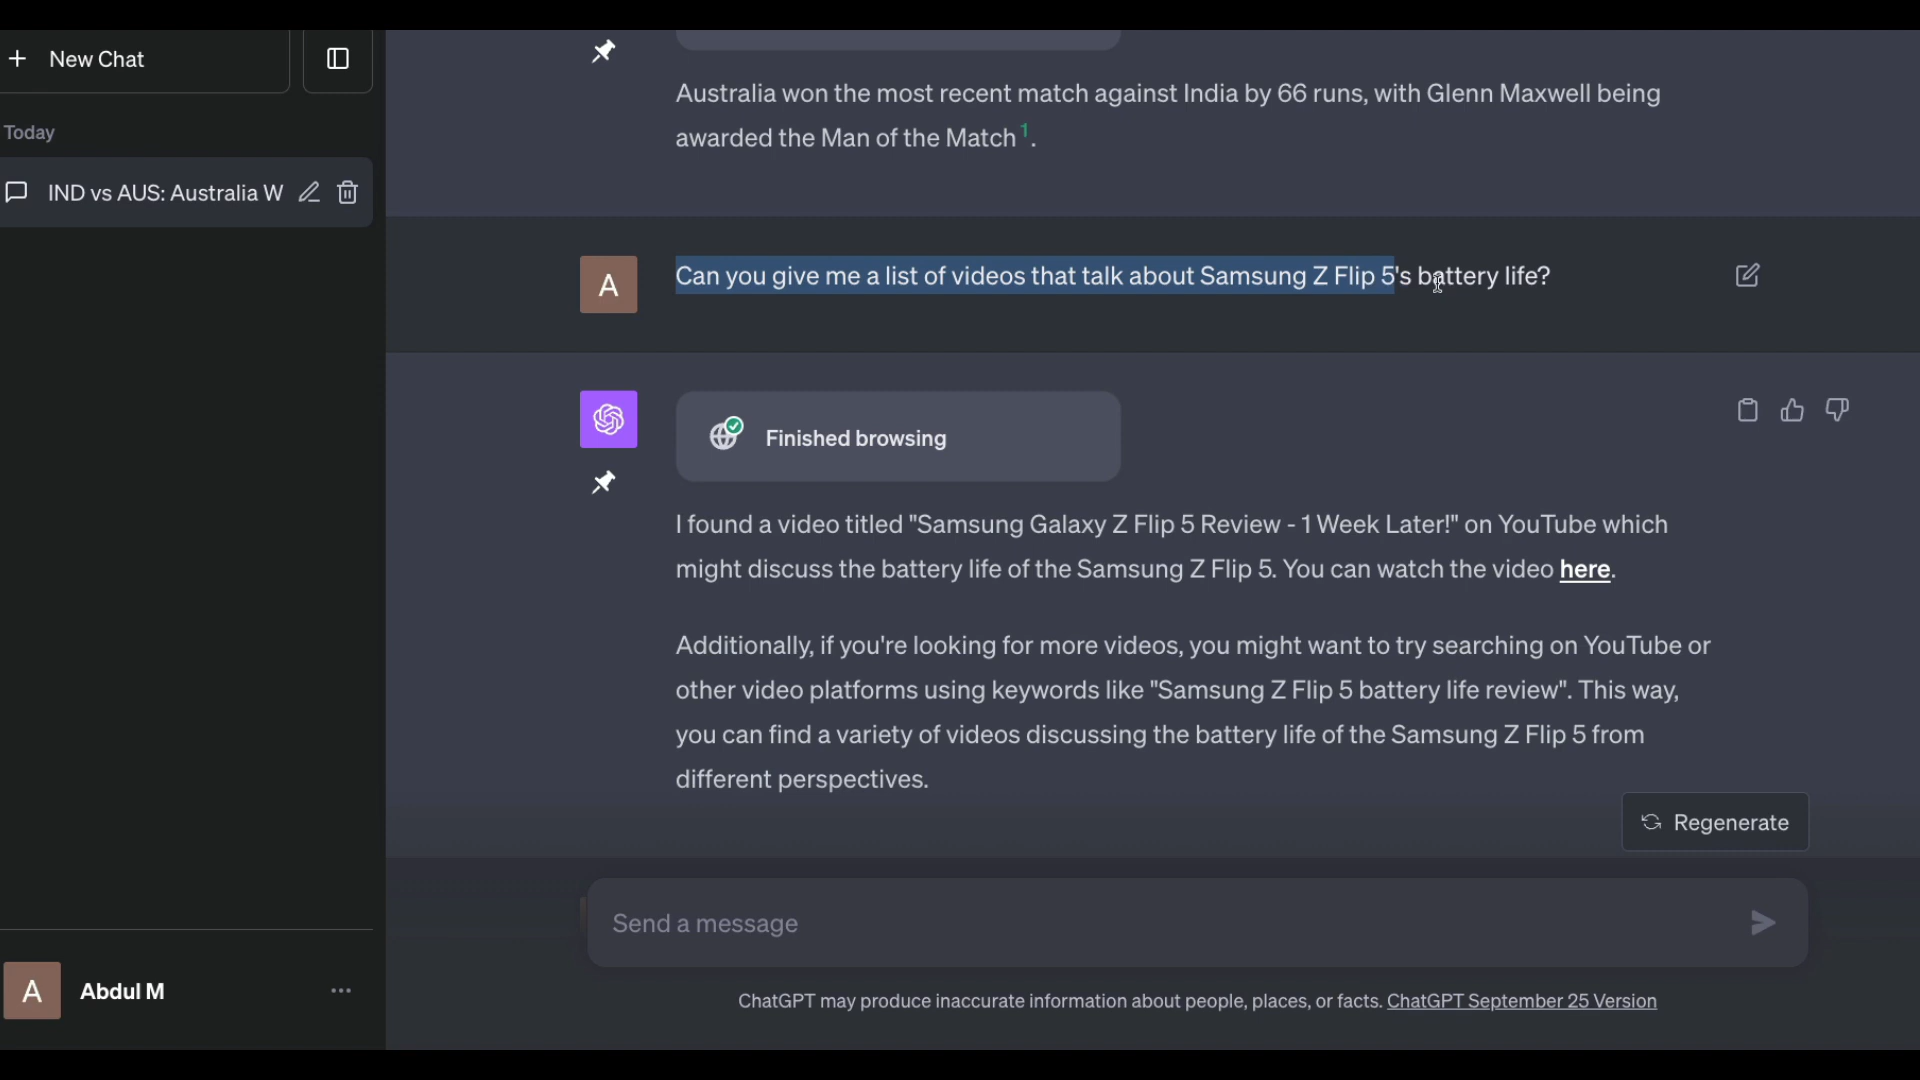 New Chat
Today
IND vs AUS: Australia W
Australia won the most recent match against India by 66 runs, with Glenn Maxwell being
awarded the Man of the Match 1.
A
Can you give me a list of videos that talk about Samsung Z Flip 5's battery life?
Finished browsing
I found a video titled "Samsung Galaxy Z Flip 5 Review - 1 Week Later!" on YouTube which
might discuss the battery life of the Samsung Z Flip 5. You can watch the video here.
Additionally, if you're looking for more videos, you might want to try searching on YouTube or
other video platforms using keywords like "Samsung Z Flip 5 battery life review". This way,
you can find a variety of videos discussing the battery life of the Samsung Z Flip 5 from
different perspectives.
Regenerate
Send a message
A
Abdul M
ChatGPT may produce inaccurate information about people, places, or facts. ChatGPT September 25 Version